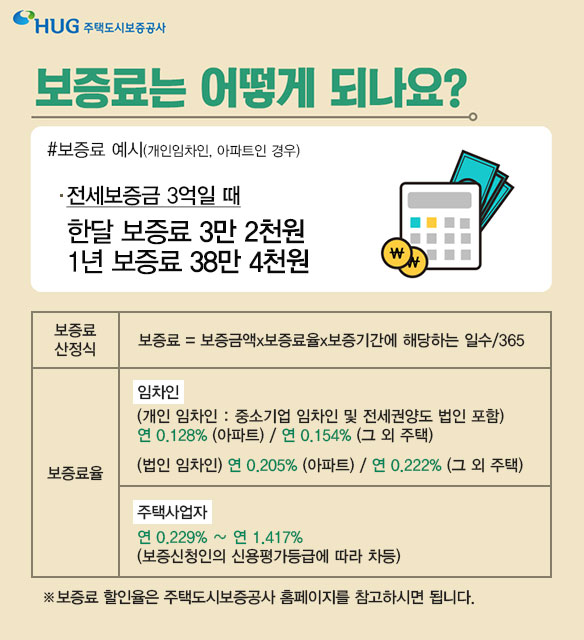 HUG 주택도시보증공사
보증료는 어떻게 되나요?
#보증료 예시(개인임차인, 아파트인 경우)
·전세보증금 3억일 때
한달 보증료 3만 2천원
1년 보증료 38만 4천원
₩
₩
보증료
산정식
보증료 = 보증금액x보증료율x보증기간에 해당하는 일수/365
보증료율
임차인
(개인 임차인 : 중소기업 임차인 및 전세권양도 법인 포함)
연 0.128% (아파트) / 연 0.154% (그 외 주택)
(법인 임차인) 연 0.205% (아파트) / 연 0.222% (그 외 주택)
주택사업자
연 0.229% ~ 연 1.417%
(보증신청인의 신용평가등급에 따라 차등)
※보증료 할인율은 주택도시보증공사 홈페이지를 참고하시면 됩니다.